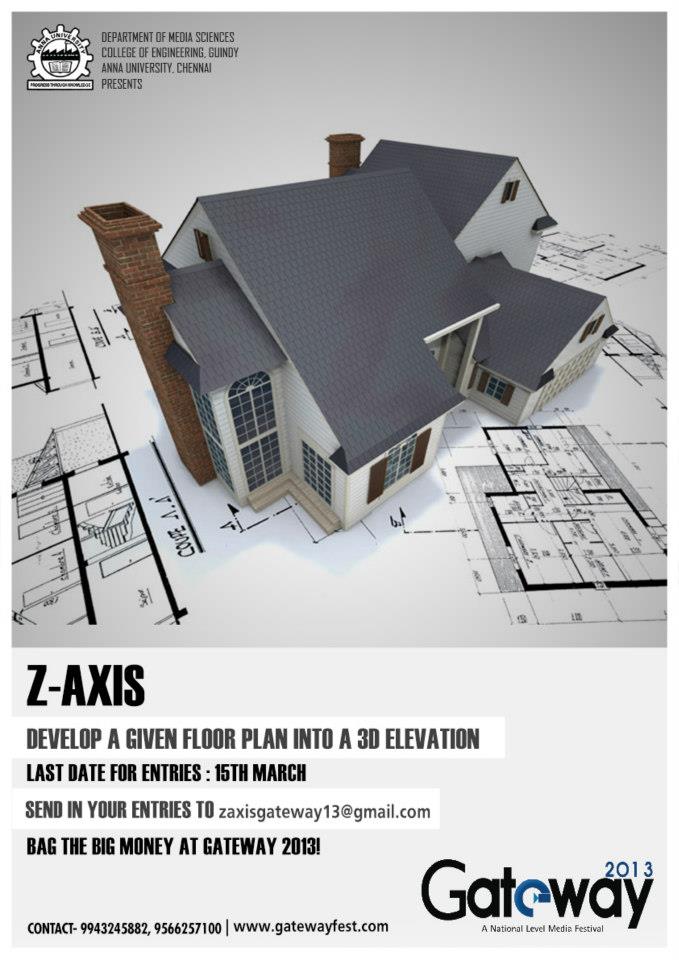 ANNA UNIVERSITY
PROGRESS THROUGH KNOWLEDGE
DEPARTMENT OF MEDIA SCIENCES
COLLEGE OF ENGINEERING, GUINDY
ANNA UNIVERSITY, CHENNAI
PRESENTS
COUPE A.A'
Z-AXIS
DEVELOP A GIVEN FLOOR PLAN INTO A 3D ELEVATION
LAST DATE FOR ENTRIES : 15TH MARCH
SEND IN YOUR ENTRIES TO zaxisgateway13@gmail.com
BAG THE BIG MONEY AT GATEWAY 2013!
2013
Gateway
A National Level Media Festival
CONTACT- 9943245882, 9566257100 | www.gatewayfest.com